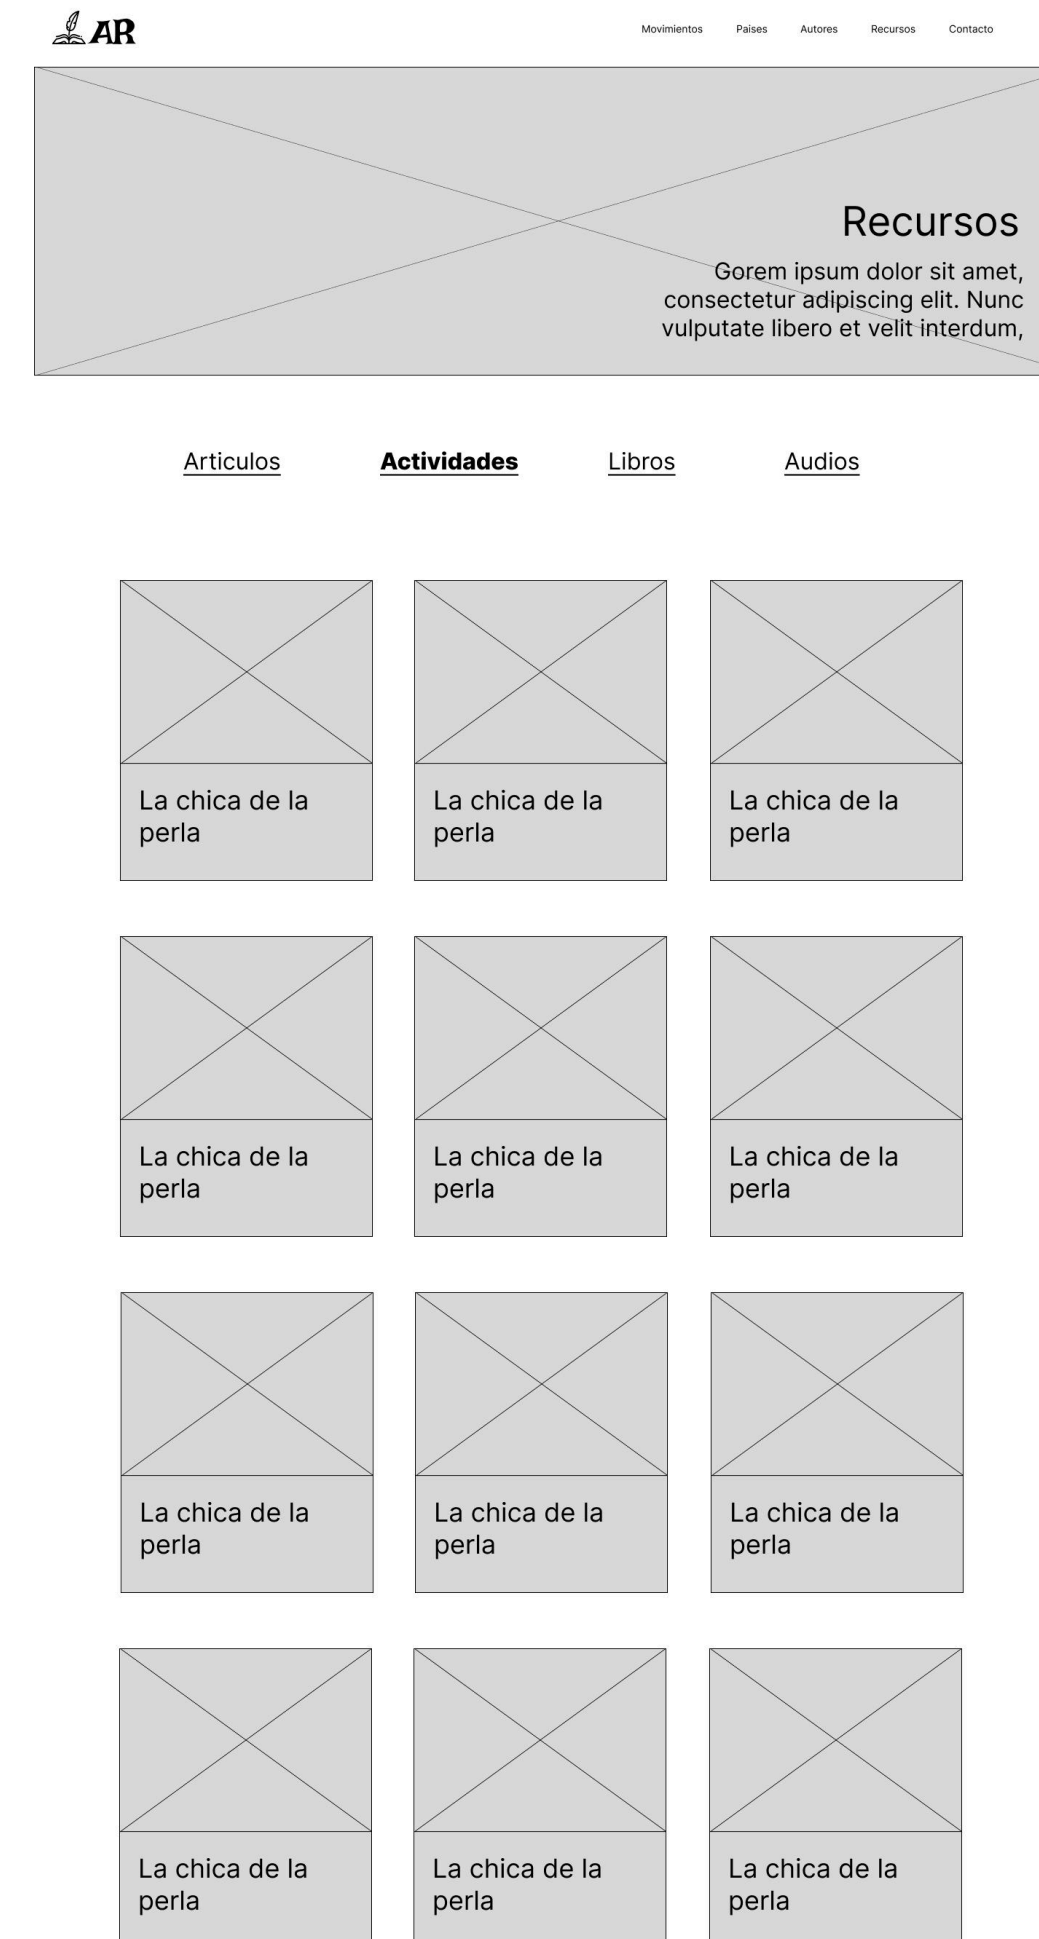 AR
Movimientos Paises Autores Recursos Contacto
Recursos
Gorem ipsum dolor sit amet,
consectetur adipiscing elit. Nunc
vulputate libero et velit interdum,
Articulos Actividades Libros Audios
La chica de la
perla
La chica de la
perla
La chica de la
perla
La chica de la
perla
La chica de la
perla
La chica de la
perla
La chica de la
perla
La chica de la
perla
La chica de la
perla
La chica de la
perla
La chica de la
perla
La chica de la
perla